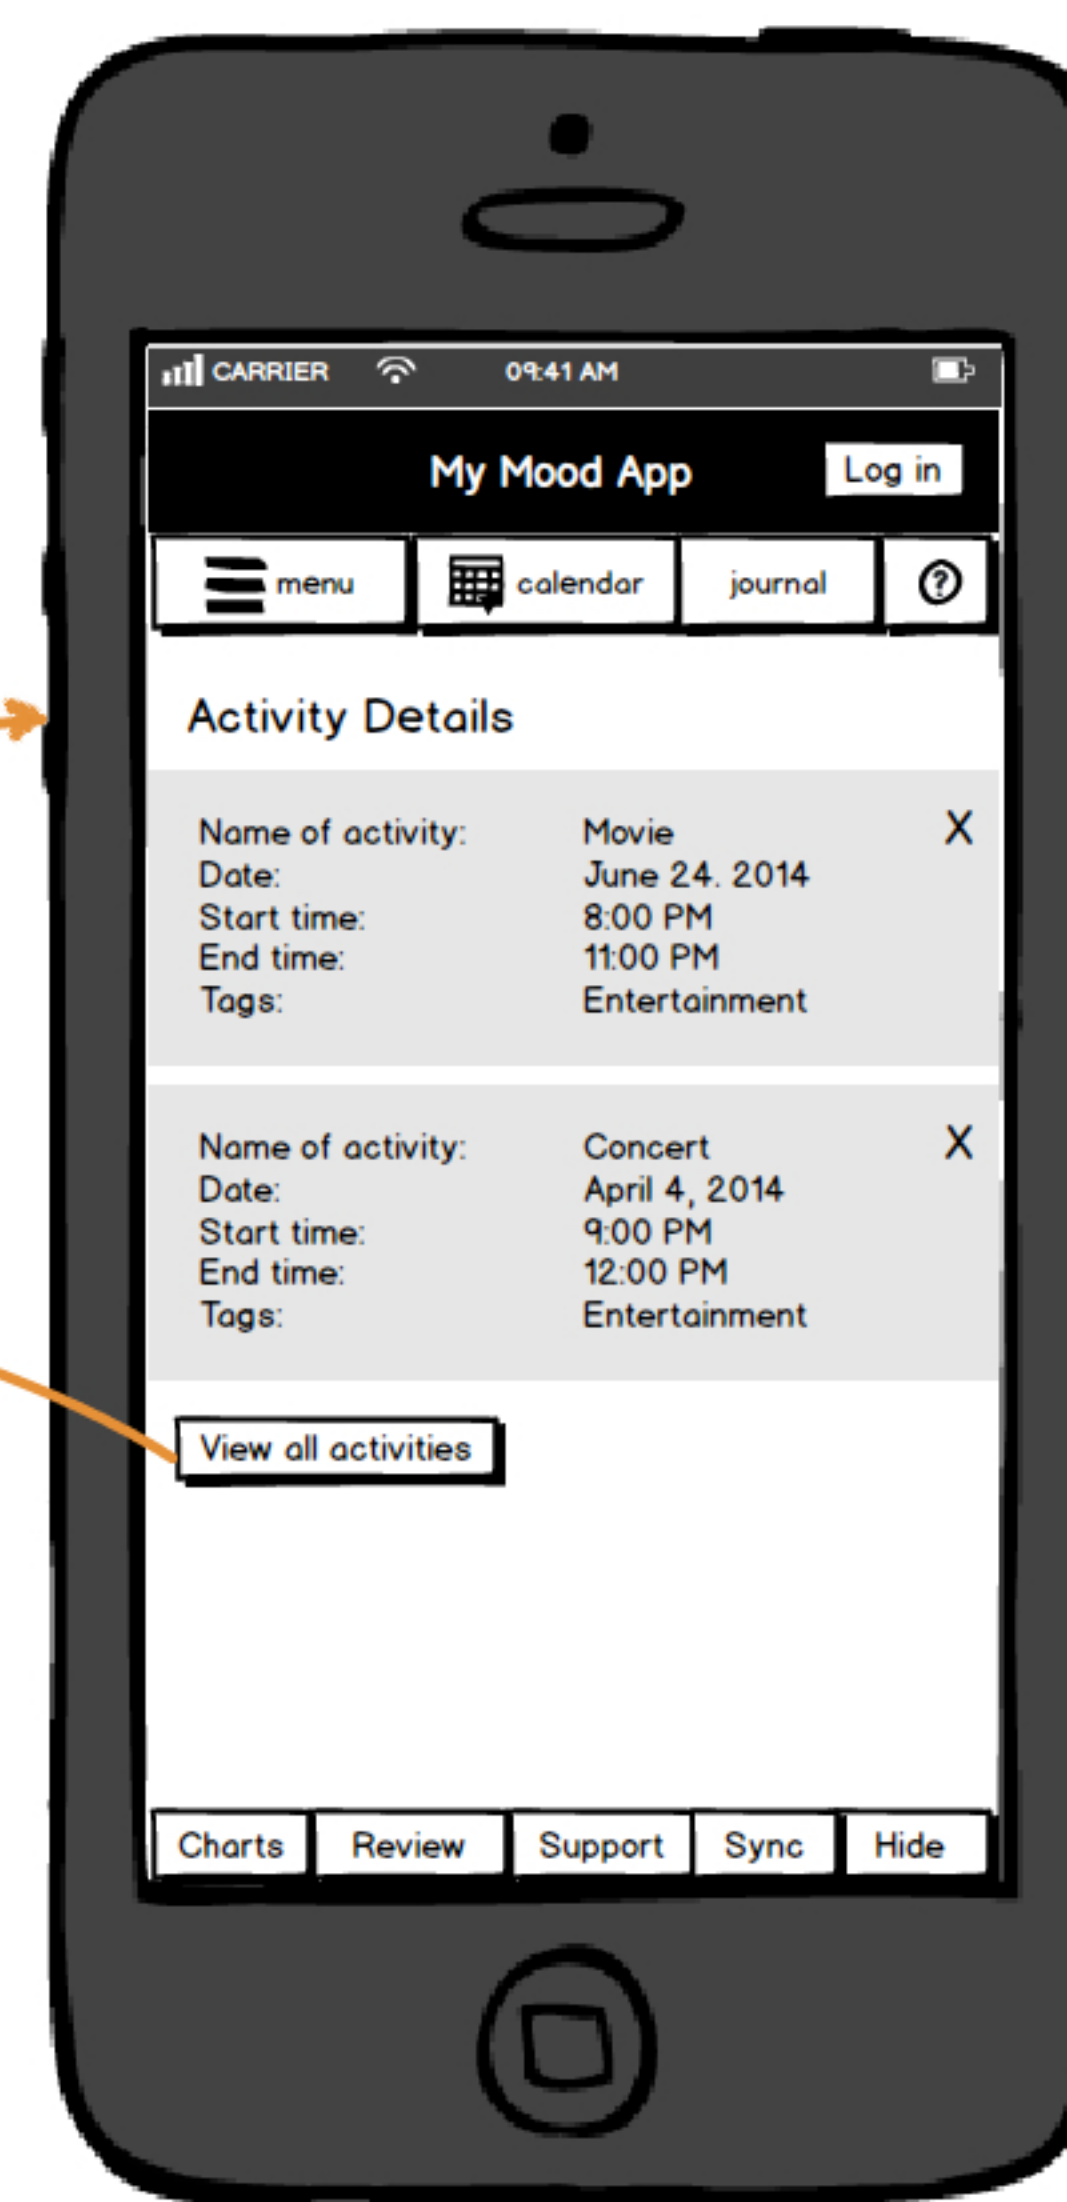 CARRIER 09:41 AM
My Mood App Log in
menu calendar journal ?
Activity Details
Name of activity: Movie X
Date: June 24. 2014
Start time: 8:00 PM
End time: 11:00 PM
Tags: Entertainment
Name of activity: Concert X
Date: April 4, 2014
Start time: 9:00 PM
End time: 12:00 PM
Tags: Entertainment
View all activities
Charts Review Support Sync Hide